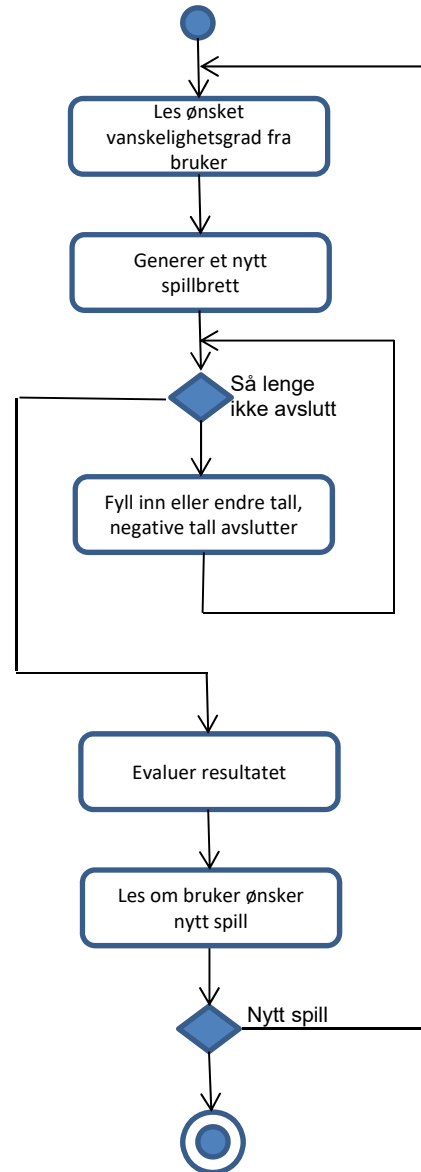 Les ønsket
vanskelighetsgrad fra
bruker
Generer et nytt
spillbrett
Så lenge
ikke avslutt
Fyll inn eller endre tall,
negative tall avslutter
Evaluer resultatet
Les om bruker ønsker
nytt spill
Nytt spill